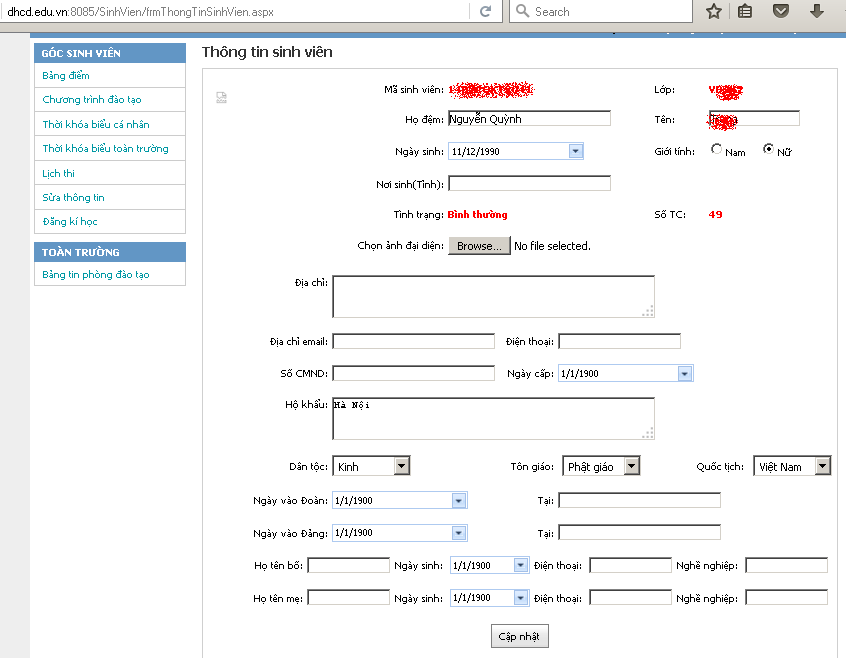 dhcd.edu.vn:8085/SinhVien/frmThongTinSinhVien.aspx
Search
GÓC SINH VIÊN
Bảng điểm
Chương trình đào tạo
Thời khóa biểu cá nhân
Thời khóa biểu toàn trường
Lịch thi
Sửa thông tin
Đăng kí học
TOÀN TRƯỜNG
Bảng tin phòng đào tạo
Thông tin sinh viên
Mã sinh viên: Lớp:
Họ đệm: Nguyễn Quỳnh Tên:
Ngày sinh: 11/12/1990 Giới tính: Nam Nữ
Nơi sinh(Tỉnh):
Tình trạng: Bình thường Số TC: 49
Chọn ảnh đại diện: Browse... No file selected.
Địa chỉ:
Địa chỉ email: Điện thoại:
Số CMND: Ngày cấp: 1/1/1900
Hộ khẩu: Hà Nội
Dân tộc: Kinh Tôn giáo: Phật giáo Quốc tịch: Việt Nam
Ngày vào Đoàn: 1/1/1900 Tại:
Ngày vào Đảng: 1/1/1900 Tại:
Họ tên bố: Ngày sinh: 1/1/1900 Điện thoại: Nghề nghiệp:
Họ tên mẹ: Ngày sinh: 1/1/1900 Điện thoại: Nghề nghiệp:
Cập nhật